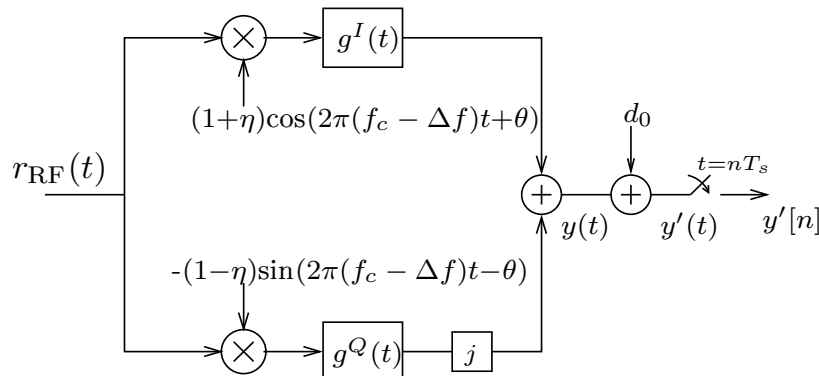 g^I(t)
(1+η)cos(2π(f_c − Δf)t+θ)
d_0
r_RF(t)
t=nT_s
y(t)
y′(t)
y′[n]
-(1−η)sin(2π(f_c − Δf)t−θ)
g^Q(t)
j